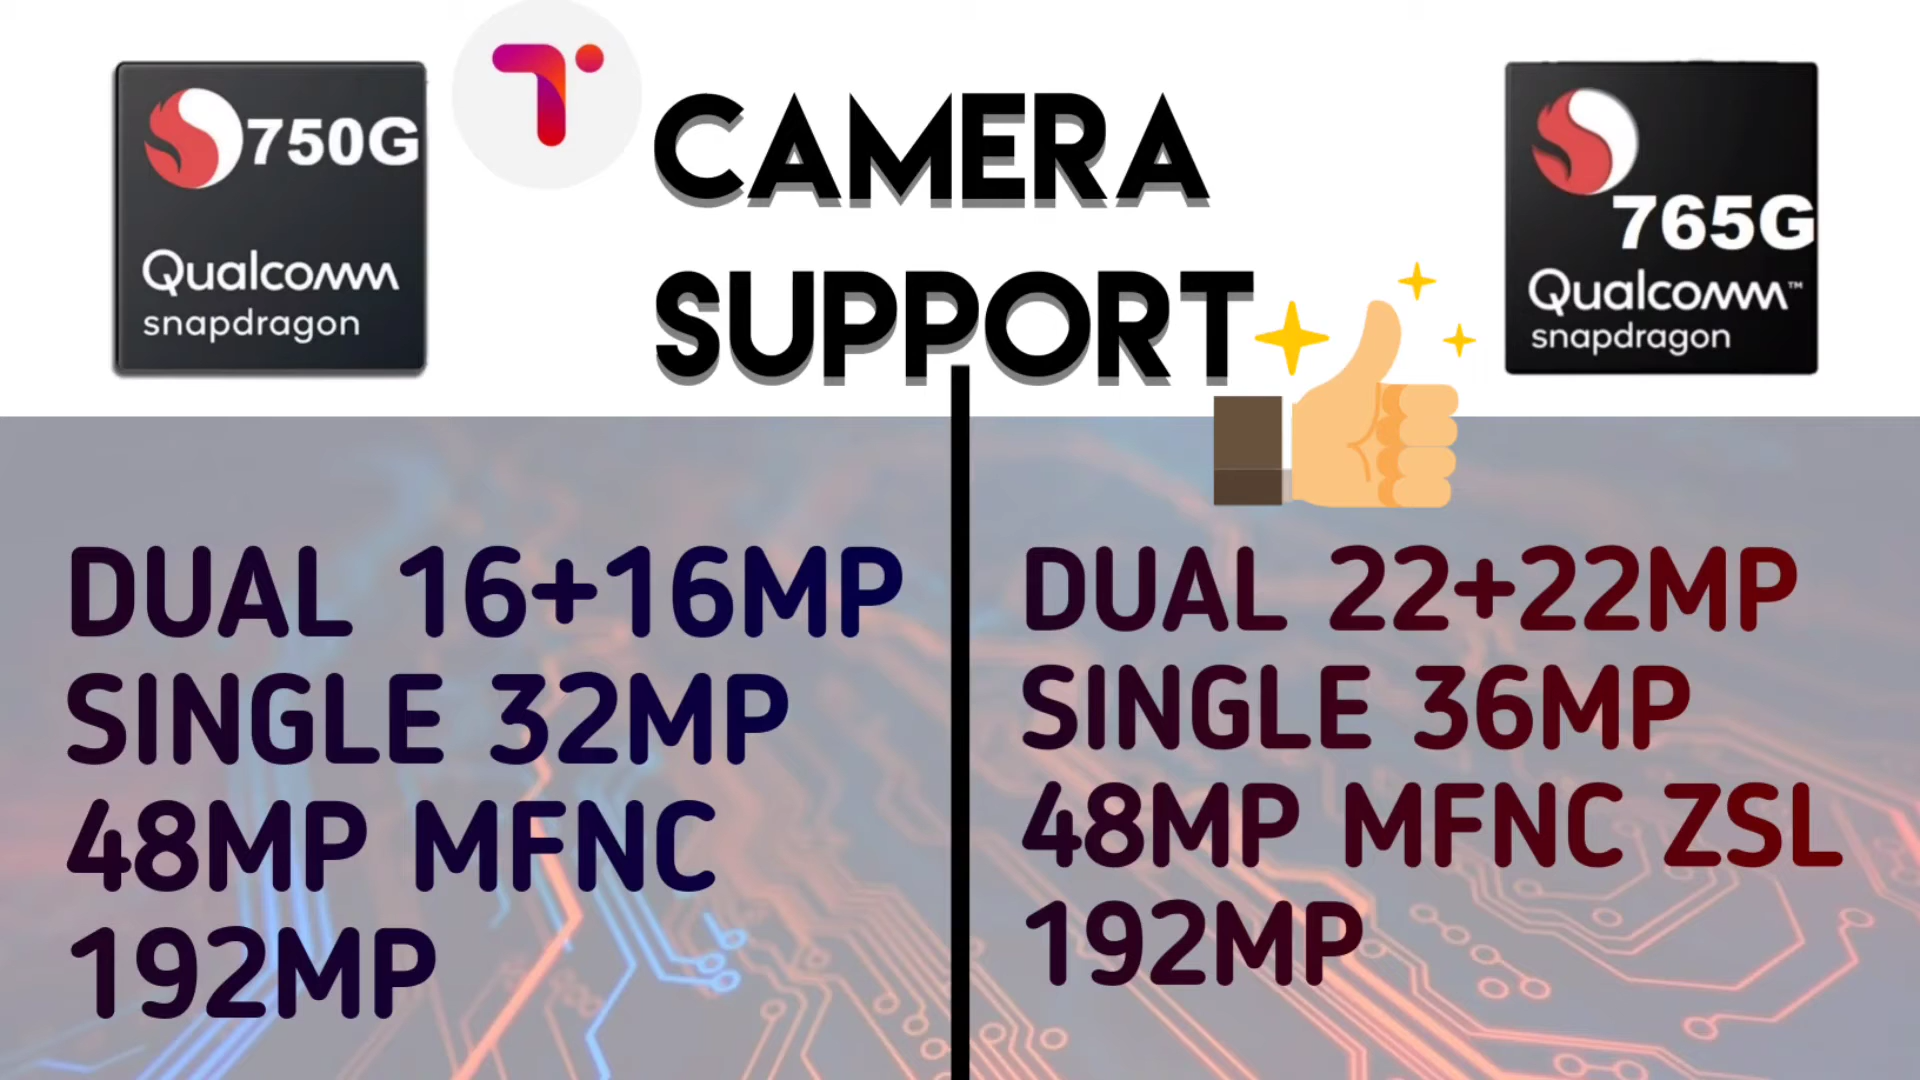 750G
Qualcomm
snapdragon
CAMERA
SUPPORT
765G
Qualcomm™
snapdragon
DUAL 16+16MP
SINGLE 32MP
48MP MFNC
192MP
DUAL 22+22MP
SINGLE 36MP
48MP MFNC ZSL
192MP